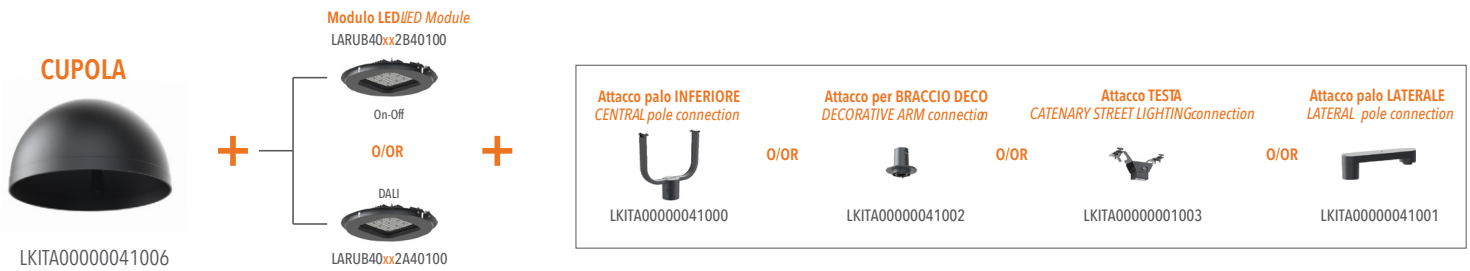 CUPOLA
LKITA00000041006
+
Modulo LED/LED Module
LARUB40xx2B40100
On-Off
O/OR
DALI
LARUB40xx2A40100
+
Attacco palo INFERIORE
CENTRAL pole connection
LKITA00000041000
O/OR
Attacco per BRACCIO DECO
DECORATIVE ARM connection
LKITA00000041002
O/OR
Attacco TESTA
CATENARY STREET LIGHTINGconnection
LKITA00000001003
O/OR
Attacco palo LATERALE
LATERAL pole connection
LKITA00000041001